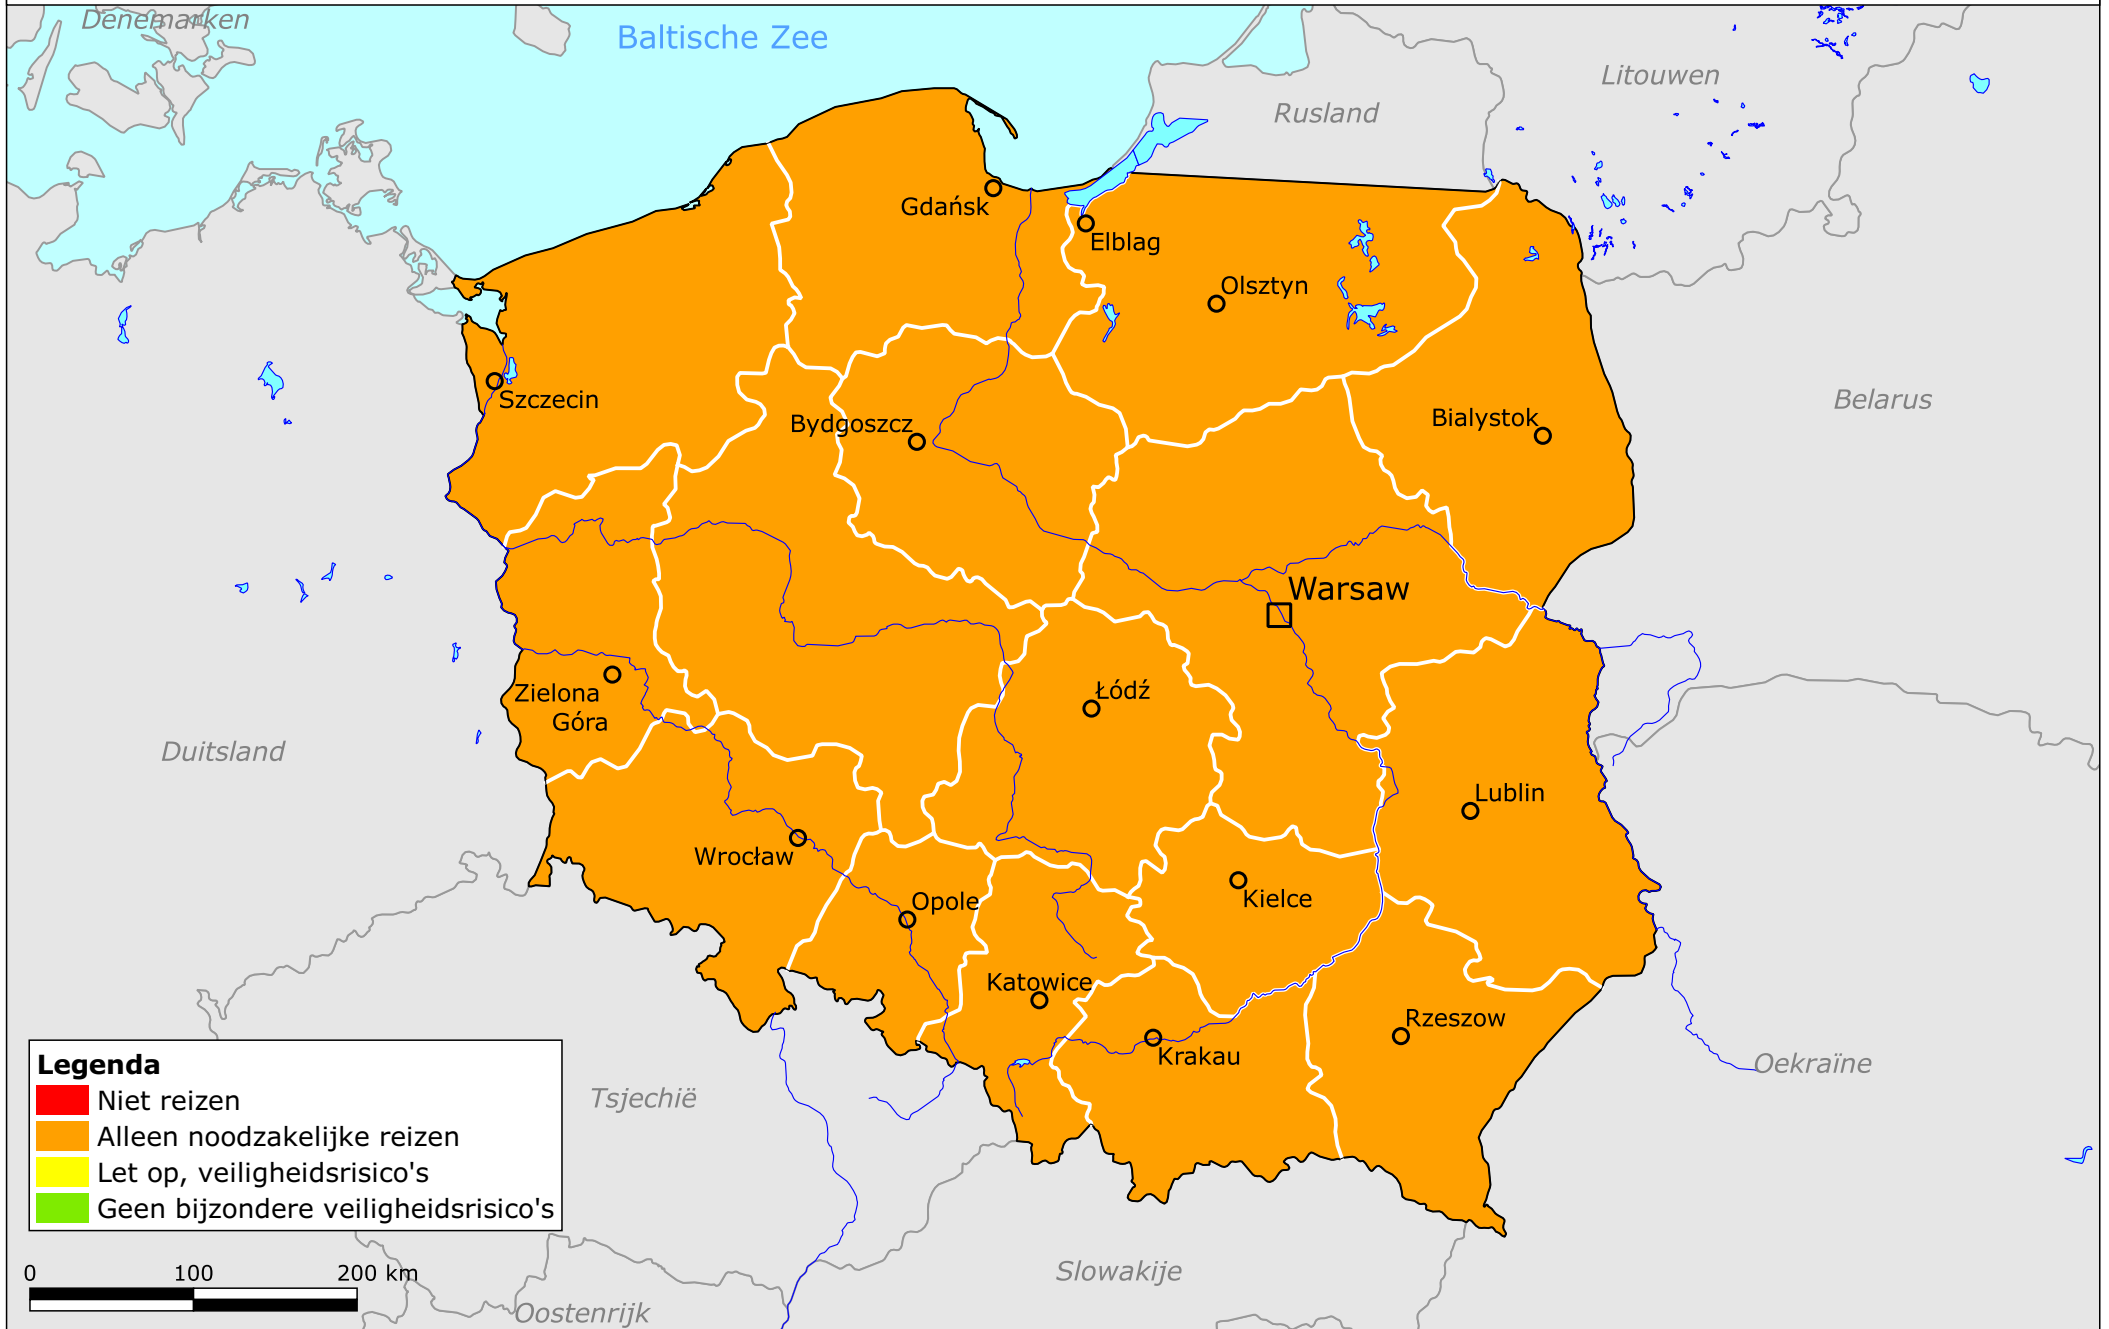 Denemarken
Baltische Zee
Litouwen
Rusland
Gdańsk
Elblag
Olsztyn
Szczecin
Belarus
Bydgoszcz
Bialystok
Warsaw
Zielona
Góra
Łódź
Duitsland
Lublin
Wrocław
Opole
Kielce
Katowice
Rzeszow
Krakau
Oekraïne
Tsjechië
Legenda
Niet reizen
Alleen noodzakelijke reizen
Let op, veiligheidsrisico's
Geen bijzondere veiligheidsrisico's
0 100 200 km
Slowakije
Oostenrijk